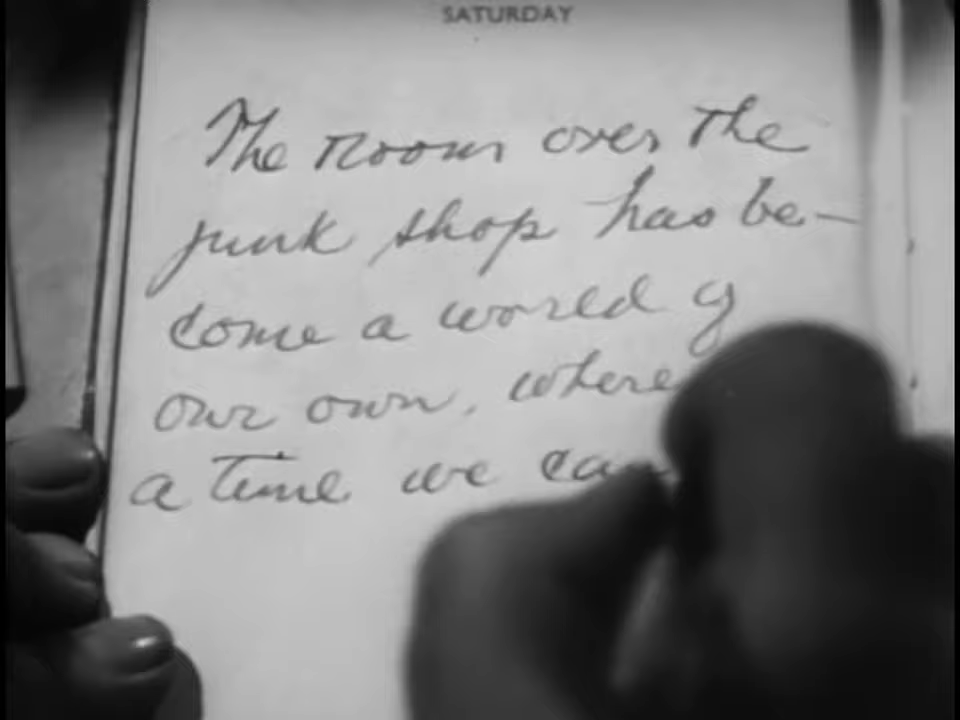 SATURDAY
The room over the
junk shop has be-
come a world of
our own, where
a time we can